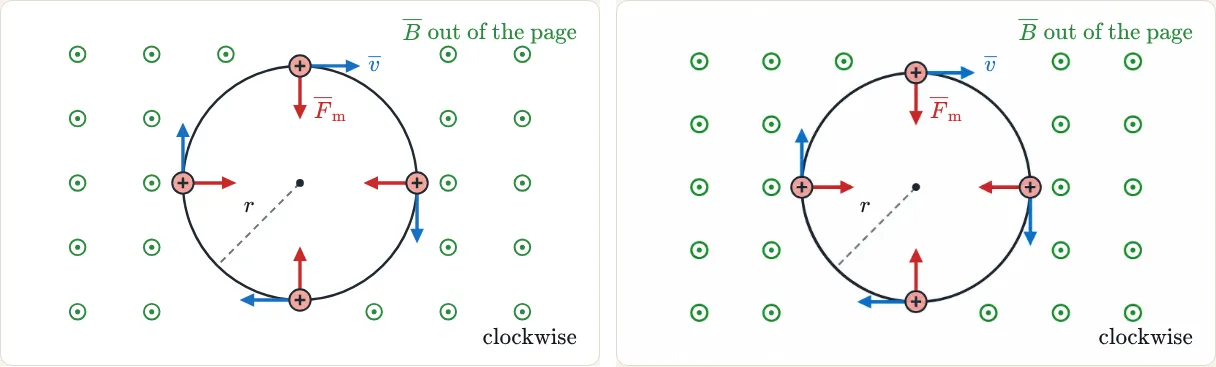 B̅ out of the page
v̅
F̅ₘ
r
clockwise
B̅ out of the page
v̅
F̅ₘ
r
clockwise